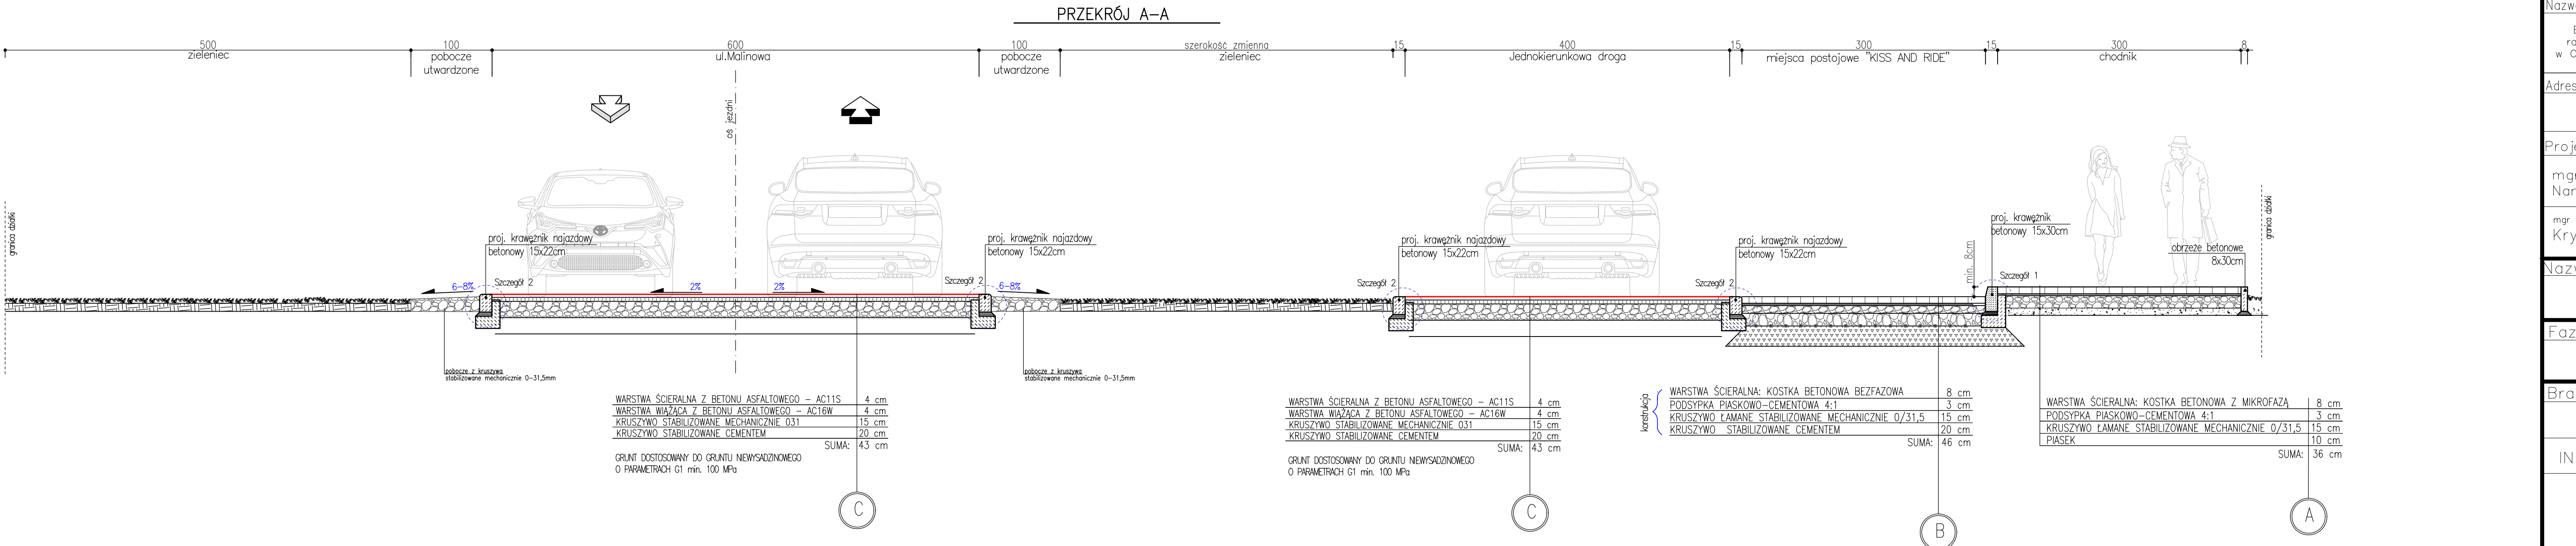 PRZEKRÓJ A-A
500
zieleniec
100
pobocze
utwardzone
600
ul.Malinowa
100
pobocze
utwardzone
szerokość zmienna
zieleniec
15
400
Jednokierunkowa droga
15
300
miejsca postojowe "KISS AND RIDE"
15
300
chodnik
8
granica działki
oś jezdni
granica działki
proj. krawężnik najazdowy
betonowy 15x22cm
Szczegół 2
6-8%
2%
2%
proj. krawężnik najazdowy
betonowy 15x22cm
Szczegół 2
6-8%
proj. krawężnik najazdowy
betonowy 15x22cm
Szczegół 2
proj. krawężnik najazdowy
betonowy 15x22cm
Szczegół 2
min. 8cm
proj. krawężnik
betonowy 15x30cm
Szczegół 1
obrzeże betonowe
8x30cm
pobocze z kruszywa
stabilizowane mechanicznie 0-31,5mm
pobocze z kruszywa
stabilizowane mechanicznie 0-31,5mm
WARSTWA ŚCIERALNA Z BETONU ASFALTOWEGO - AC11S 4 cm
WARSTWA WIĄŻĄCA Z BETONU ASFALTOWEGO - AC16W 4 cm
KRUSZYWO STABILIZOWANE MECHANICZNIE 031 15 cm
KRUSZYWO STABILIZOWANE CEMENTEM 20 cm
SUMA: 43 cm
GRUNT DOSTOSOWANY DO GRUNTU NIEWYSADZINOWEGO
O PARAMETRACH G1 min. 100 MPa
C
WARSTWA ŚCIERALNA Z BETONU ASFALTOWEGO - AC11S 4 cm
WARSTWA WIĄŻĄCA Z BETONU ASFALTOWEGO - AC16W 4 cm
KRUSZYWO STABILIZOWANE MECHANICZNIE 031 15 cm
KRUSZYWO STABILIZOWANE CEMENTEM 20 cm
SUMA: 43 cm
GRUNT DOSTOSOWANY DO GRUNTU NIEWYSADZINOWEGO
O PARAMETRACH G1 min. 100 MPa
C
konstrukcja
WARSTWA ŚCIERALNA: KOSTKA BETONOWA BEZFAZOWA 8 cm
PODSYPKA PIASKOWO-CEMENTOWA 4:1 3 cm
KRUSZYWO ŁAMANE STABILIZOWANE MECHANICZNIE 0/31,5 15 cm
KRUSZYWO STABILIZOWANE CEMENTEM 20 cm
SUMA: 46 cm
B
WARSTWA ŚCIERALNA: KOSTKA BETONOWA Z MIKROFAZĄ 8 cm
PODSYPKA PIASKOWO-CEMENTOWA 4:1 3 cm
KRUSZYWO ŁAMANE STABILIZOWANE MECHANICZNIE 0/31,5 15 cm
PIASEK 10 cm
SUMA: 36 cm
A
w
mgr
mgr
IN